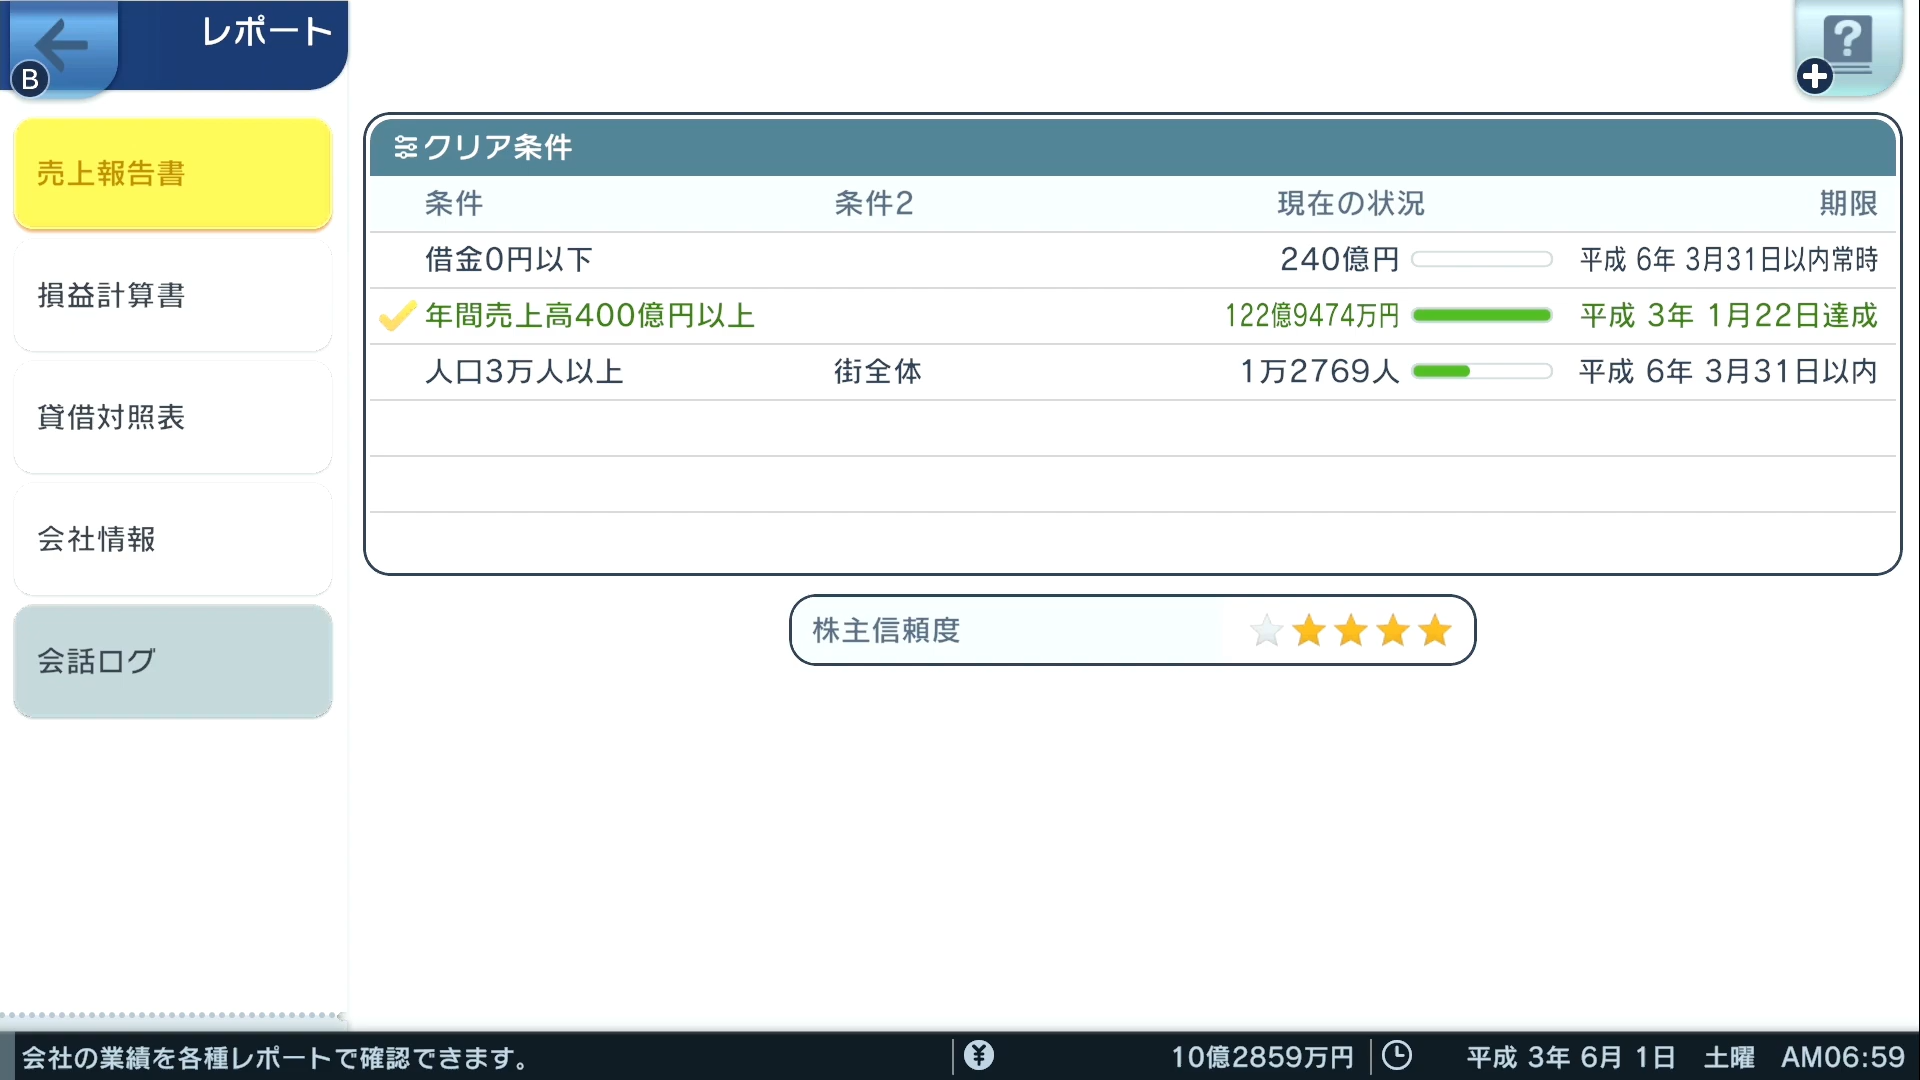 レポート
B
売上報告書
損益計算書
貸借対照表
会社情報
会話ログ
クリア条件
条件 条件2 現在の状況 期限
借金0円以下 240億円 平成 6年 3月31日以内常時
年間売上高400億円以上 122億9474万円 平成 3年 1月22日達成
人口3万人以上 街全体 1万2769人 平成 6年 3月31日以内
株主信頼度
会社の業績を各種レポートで確認できます。 ¥ 10億2859万円 平成 3年 6月 1日 土曜 AM06:59